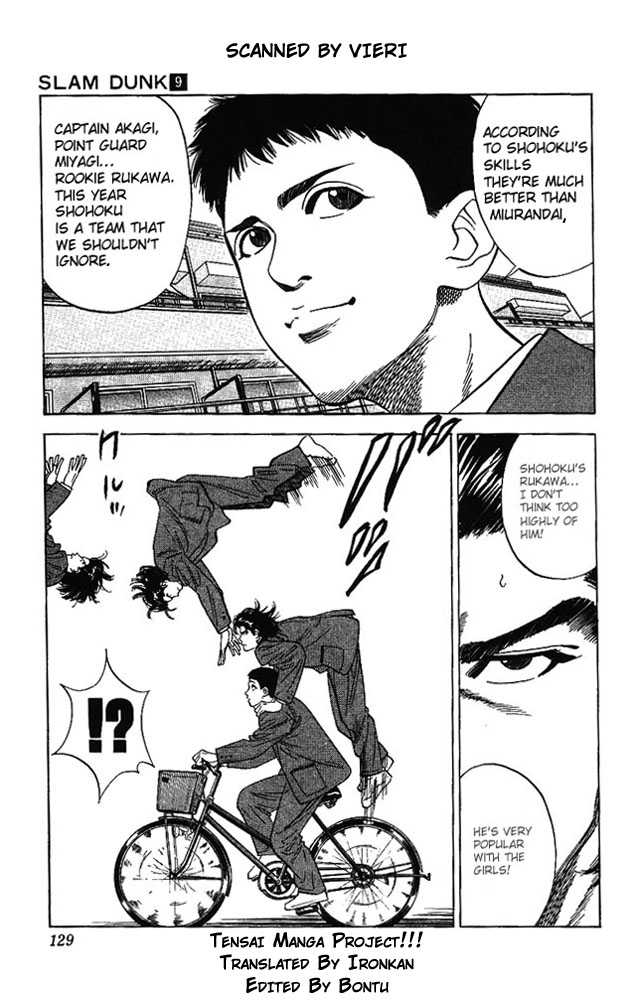 SCANNED BY VIERI
SLAM DUNK 9
ACCORDING
TO SHOHOKU'S
SKILLS
THEY'RE MUCH
BETTER THAN
MIURANDAI,
CAPTAIN AKAGI,
POINT GUARD
MIYAGI...
ROOKIE RUKAWA.
THIS YEAR
SHOHOKU
IS A TEAM THAT
WE SHOULDN'T
IGNORE.
SHOHOKU'S
RUKAWA...
I DON'T
THINK TOO
HIGHLY OF
HIM!
HE'S VERY
POPULAR
WITH THE
GIRLS!
!?
129
TENSAI MANGA PROJECT!!!
TRANSLATED BY IRONKAN
EDITED BY BONTU